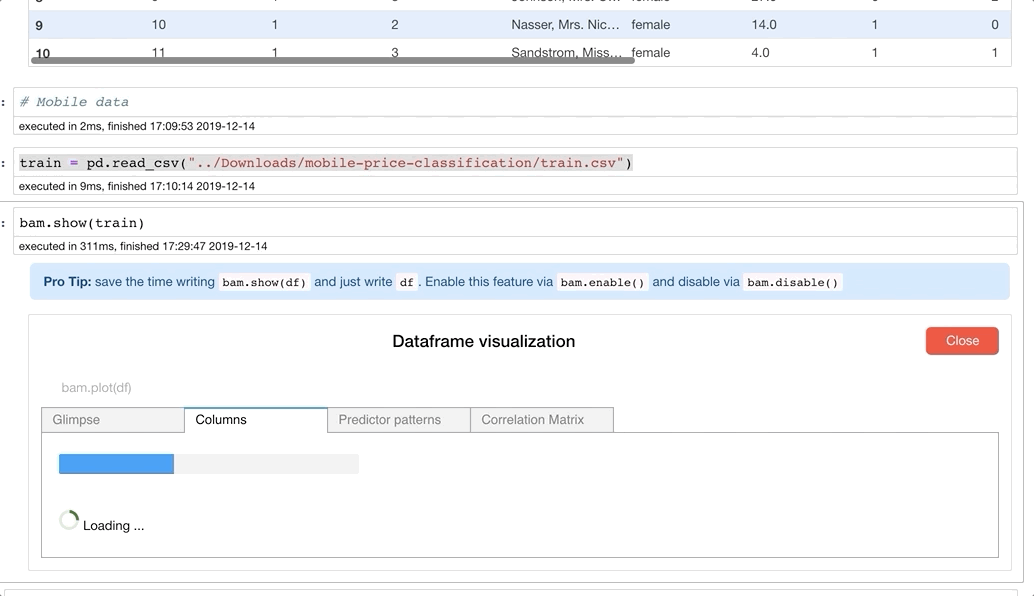 9 10 1 2 Nasser, Mrs. Nic... female 14.0 1 0
10 11 1 3 Sandstrom, Miss... female 4.0 1 1
: # Mobile data
executed in 2ms, finished 17:09:53 2019-12-14
: train = pd.read_csv("../Downloads/mobile-price-classification/train.csv")
executed in 9ms, finished 17:10:14 2019-12-14
: bam.show(train)
executed in 311ms, finished 17:29:47 2019-12-14
Pro Tip: save the time writing bam.show(df) and just write df. Enable this feature via bam.enable() and disable via bam.disable()
Dataframe visualization
Close
bam.plot(df)
Glimpse Columns Predictor patterns Correlation Matrix
Loading ...